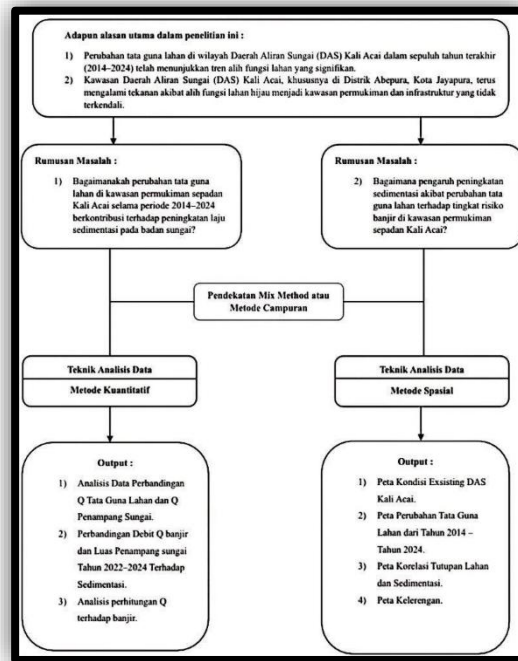 Adapun alasan utama dalam penelitian ini :
1) Perubahan tata guna lahan di wilayah Daerah Aliran Sungai (DAS) Kali Acai dalam sepuluh tahun terakhir
(2014–2024) telah menunjukkan tren alih fungsi lahan yang signifikan.
2) Kawasan Daerah Aliran Sungai (DAS) Kali Acai, khususnya di Distrik Abepura, Kota Jayapura, terus
mengalami tekanan akibat alih fungsi lahan hijau menjadi kawasan permukiman dan infrastruktur yang tidak
terkendali.
Rumusan Masalah :
1) Bagaimanakah perubahan tata guna
lahan di kawasan permukiman sepadan
Kali Acai selama periode 2014–2024
berkontribusi terhadap peningkatan laju
sedimentasi pada badan sungai?
Rumusan Masalah :
2) Bagaimana pengaruh peningkatan
sedimentasi akibat perubahan tata
guna lahan terhadap tingkat risiko
banjir di kawasan permukiman
sepadan Kali Acai?
Pendekatan Mix Method atau
Metode Campuran
Teknik Analisis Data
Metode Kuantitatif
Teknik Analisis Data
Metode Spasial
Output :
1) Analisis Data Perbandingan
Q Tata Guna Lahan dan Q
Penampang Sungai.
2) Perbandingan Debit Q banjir
dan Luas Penampang sungai
Tahun 2022–2024 Terhadap
Sedimentasi.
3) Analisis perhitungan Q
terhadap banjir.
Output :
1) Peta Kondisi Exsisting DAS
Kali Acai.
2) Peta Perubahan Tata Guna
Lahan dari Tahun 2014 –
Tahun 2024.
3) Peta Korelasi Tutupan Lahan
dan Sedimentasi.
4) Peta Kelerengan.